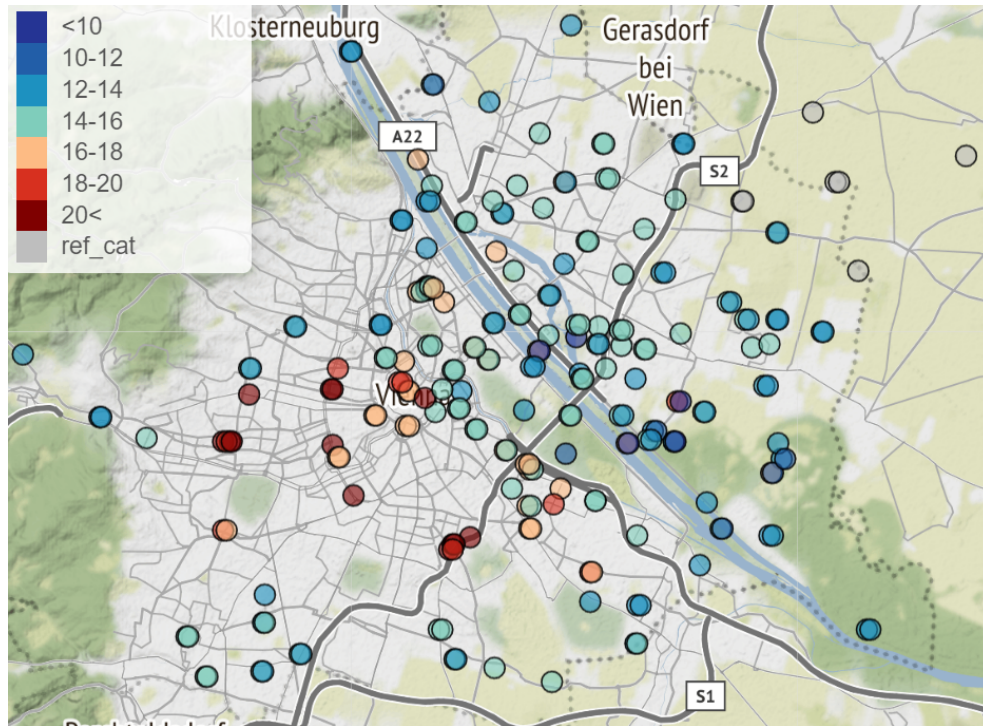 <10
10-12
12-14
14-16
16-18
18-20
20<
ref_cat
Klosterneuburg
Gerasdorf
bei
Wien
A22
S2
S1